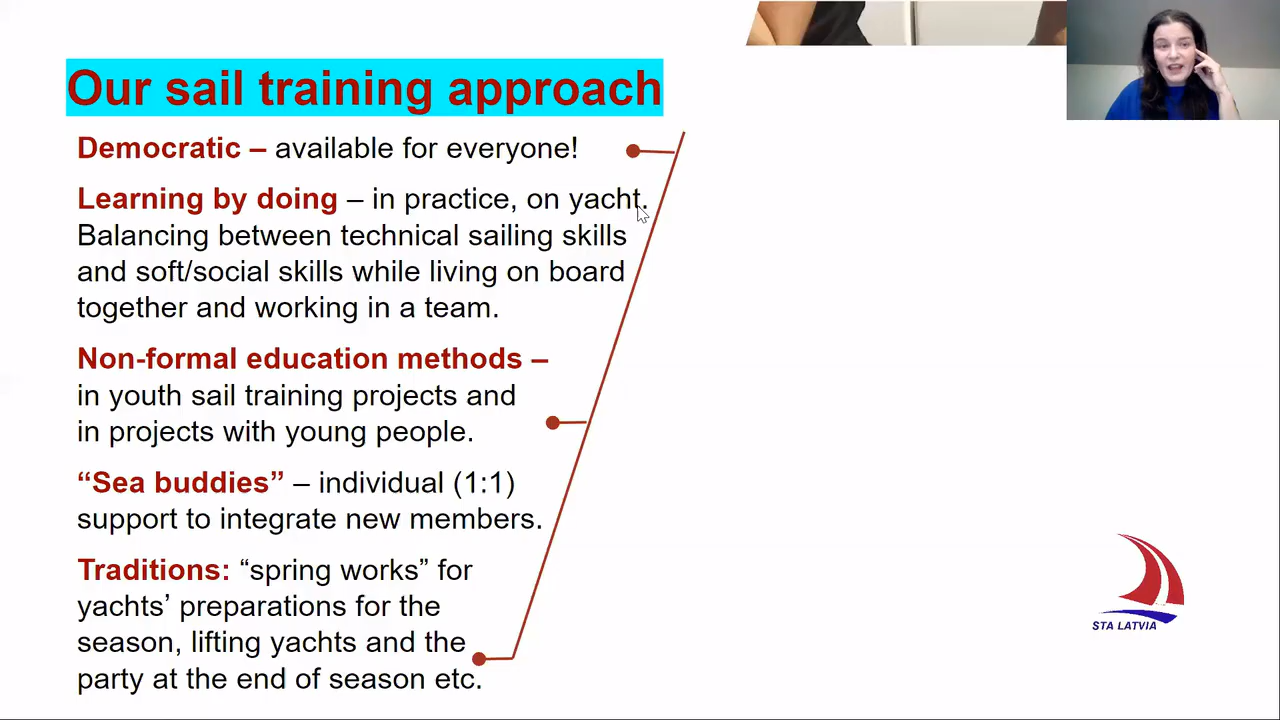 Our sail training approach
Democratic – available for everyone!
Learning by doing – in practice, on yacht.
Balancing between technical sailing skills
and soft/social skills while living on board
together and working in a team.
Non-formal education methods –
in youth sail training projects and
in projects with young people.
“Sea buddies” – individual (1:1)
support to integrate new members.
Traditions: “spring works” for
yachts’ preparations for the
season, lifting yachts and the
party at the end of season etc.
STA LATVIA